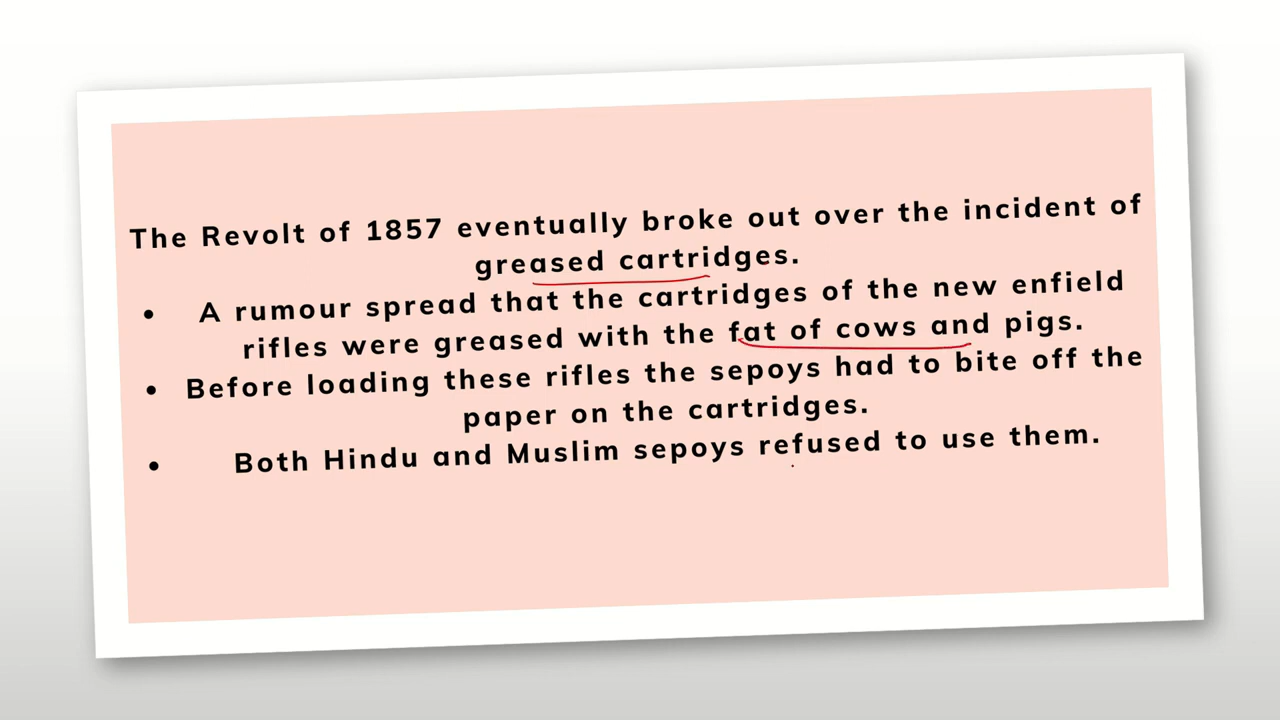 The Revolt of 1857 eventually broke out over the incident of
greased cartridges.
• A rumour spread that the cartridges of the new enfield
rifles were greased with the fat of cows and pigs.
• Before loading these rifles the sepoys had to bite off the
paper on the cartridges.
• Both Hindu and Muslim sepoys refused to use them.